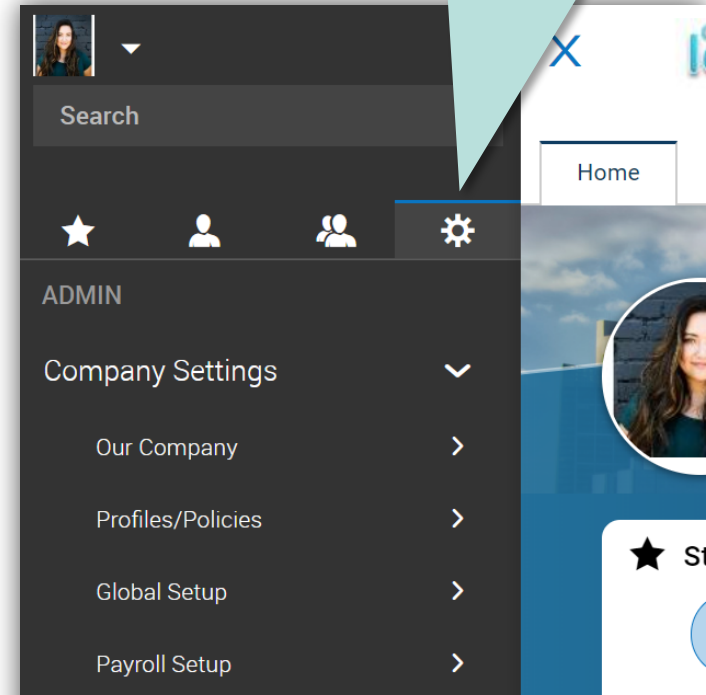 Search
Home
ADMIN
Company Settings
Our Company
Profiles/Policies
Global Setup
Payroll Setup